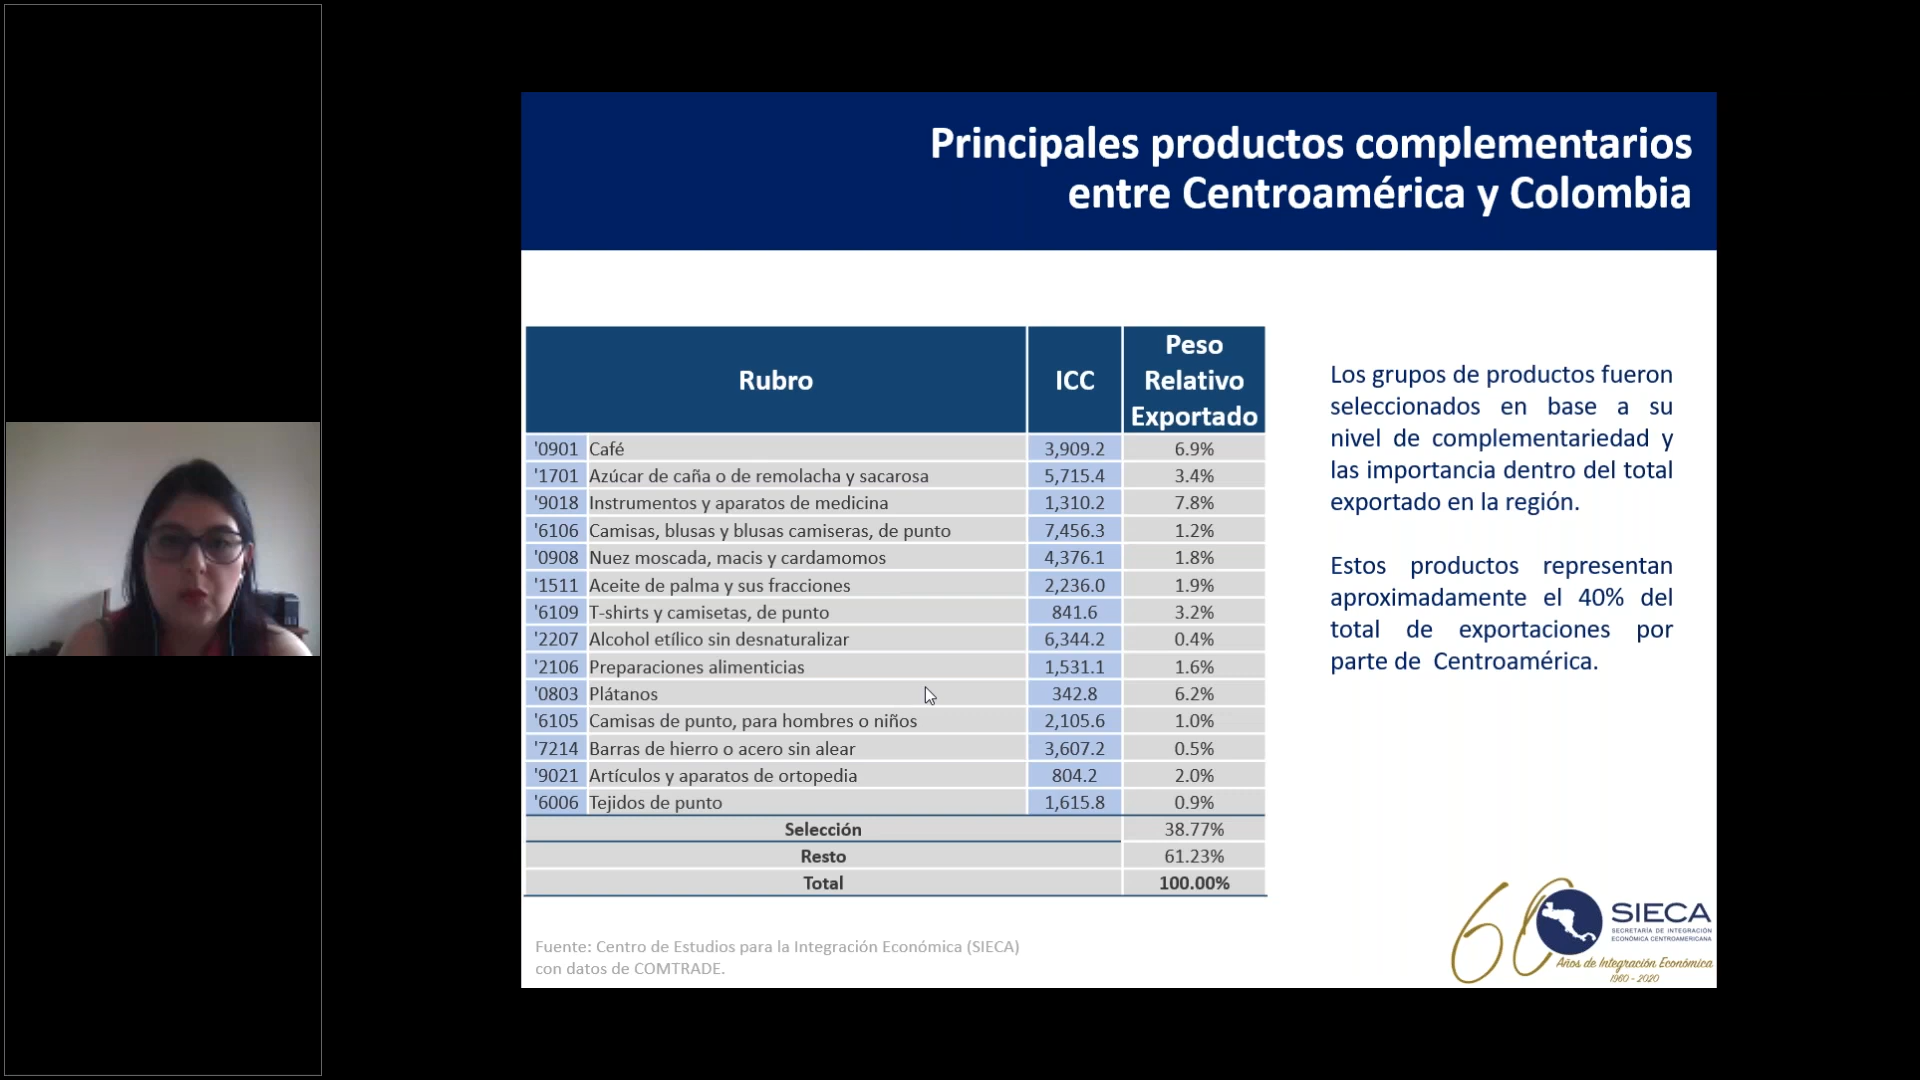 Principales productos complementarios
entre Centroamérica y Colombia
Rubro ICC Peso Relativo Exportado
'0901 Café 3,909.2 6.9%
'1701 Azúcar de caña o de remolacha y sacarosa 5,715.4 3.4%
'9018 Instrumentos y aparatos de medicina 1,310.2 7.8%
'6106 Camisas, blusas y blusas camiseras, de punto 7,456.3 1.2%
'0908 Nuez moscada, macis y cardamomos 4,376.1 1.8%
'1511 Aceite de palma y sus fracciones 2,236.0 1.9%
'6109 T-shirts y camisetas, de punto 841.6 3.2%
'2207 Alcohol etílico sin desnaturalizar 6,344.2 0.4%
'2106 Preparaciones alimenticias 1,531.1 1.6%
'0803 Plátanos 342.8 6.2%
'6105 Camisas de punto, para hombres o niños 2,105.6 1.0%
'7214 Barras de hierro o acero sin alear 3,607.2 0.5%
'9021 Artículos y aparatos de ortopedia 804.2 2.0%
'6006 Tejidos de punto 1,615.8 0.9%
Selección 38.77%
Resto 61.23%
Total 100.00%
Los grupos de productos fueron
seleccionados en base a su
nivel de complementariedad y
las importancia dentro del total
exportado en la región.
Estos productos representan
aproximadamente el 40% del
total de exportaciones por
parte de Centroamérica.
Fuente: Centro de Estudios para la Integración Económica (SIECA)
con datos de COMTRADE.
60
SIECA
SECRETARÍA DE INTEGRACIÓN
ECONÓMICA CENTROAMERICANA
Años de Integración Económica
1960 - 2020